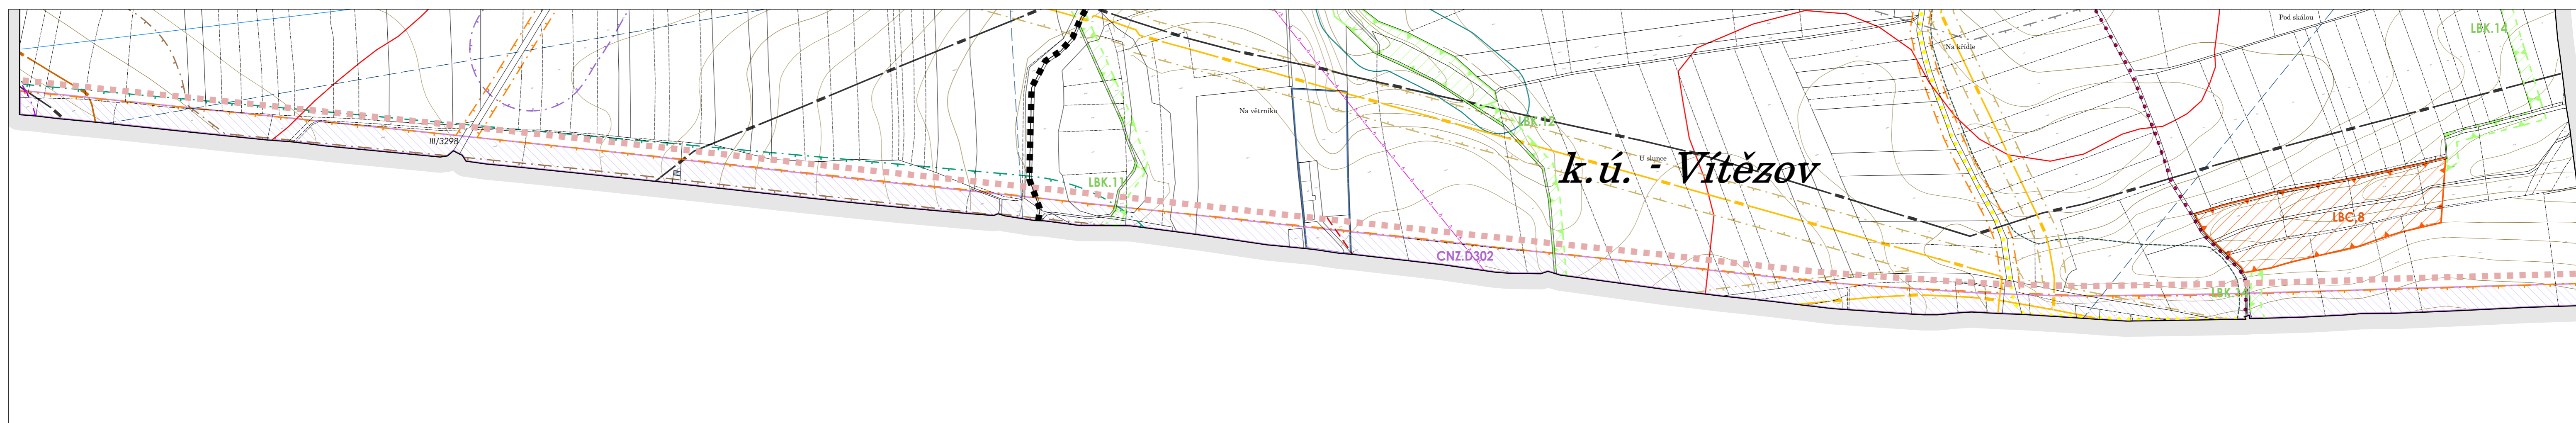 Pod skálou
LBK.14
Na křídle
Na větrníku
LBK.12
III/3298
U slunce
k.ú. - Vítězov
LBK.11
LBC.8
CNZ.D302
LBK.14